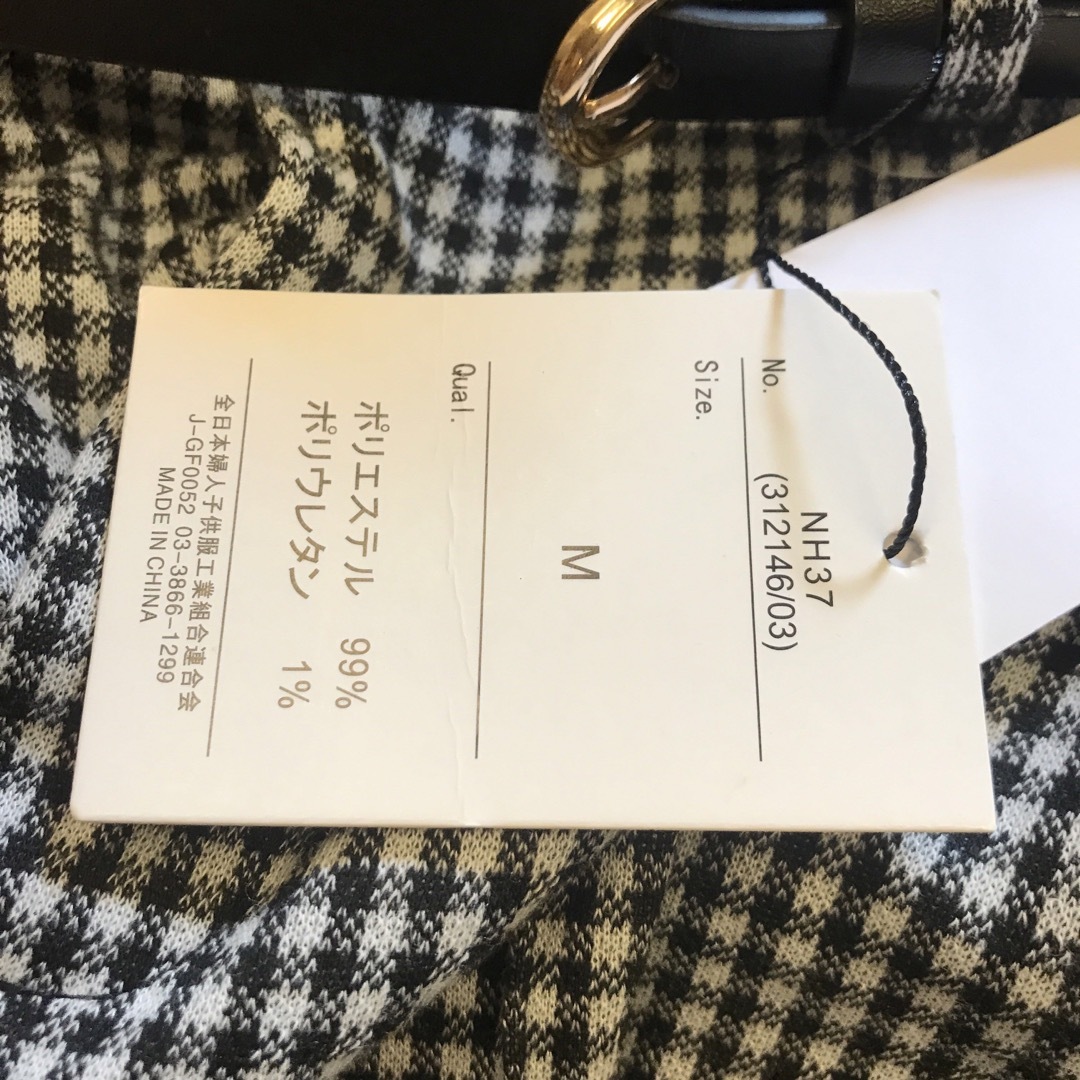 No. NH37
(312146/03)
Size.
M
Qual.
ポリエステル 99%
ポリウレタン 1%
全日本婦人子供服工業組合連合会
J-GF0052 03-3866-1299
MADE IN CHINA